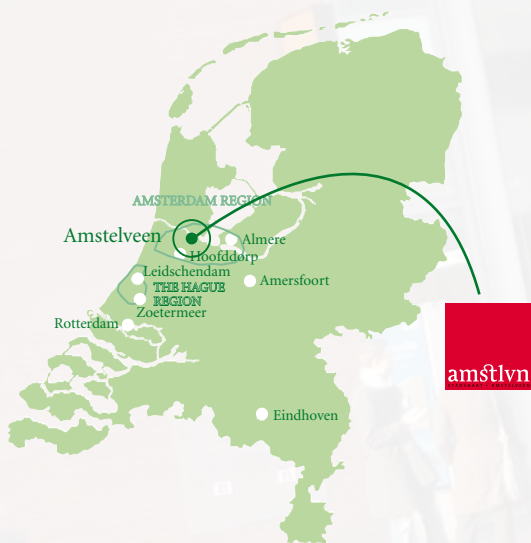 AMSTERDAM REGION
Amstelveen
Almere
Hoofddorp
Leidschendam
Amersfoort
THE HAGUE
REGION
Zoetermeer
Rotterdam
amstlvn
Eindhoven